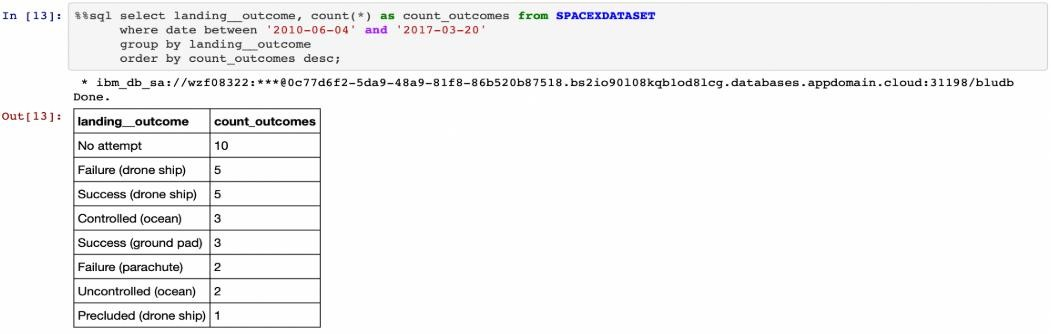 In [13]: %%sql select landing__outcome, count(*) as count_outcomes from SPACEXDATASET
where date between '2010-06-04' and '2017-03-20'
group by landing__outcome
order by count_outcomes desc;
* ibm_db_sa://wzf08322:***@0c77d6f2-5da9-48a9-81f8-86b520b87518.bs2io90l08kqb1od8lcg.databases.appdomain.cloud:31198/bludb
Done.
Out[13]:
landing__outcome count_outcomes
No attempt 10
Failure (drone ship) 5
Success (drone ship) 5
Controlled (ocean) 3
Success (ground pad) 3
Failure (parachute) 2
Uncontrolled (ocean) 2
Precluded (drone ship) 1